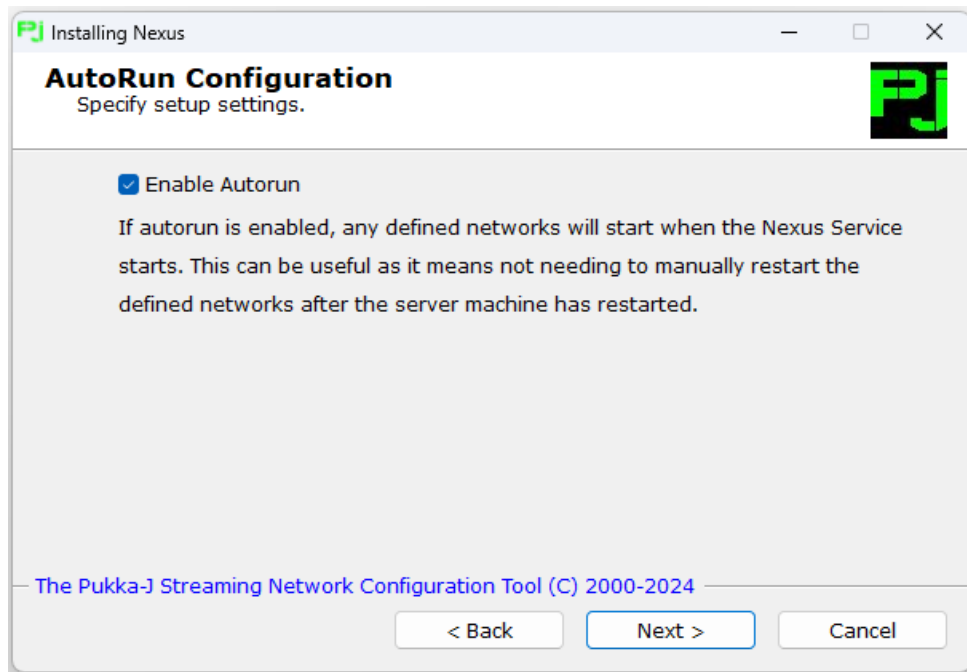 PJ Installing Nexus
AutoRun Configuration
Specify setup settings.
PJ
Enable Autorun
If autorun is enabled, any defined networks will start when the Nexus Service
starts. This can be useful as it means not needing to manually restart the
defined networks after the server machine has restarted.
The Pukka-J Streaming Network Configuration Tool (C) 2000-2024
< Back
Next >
Cancel